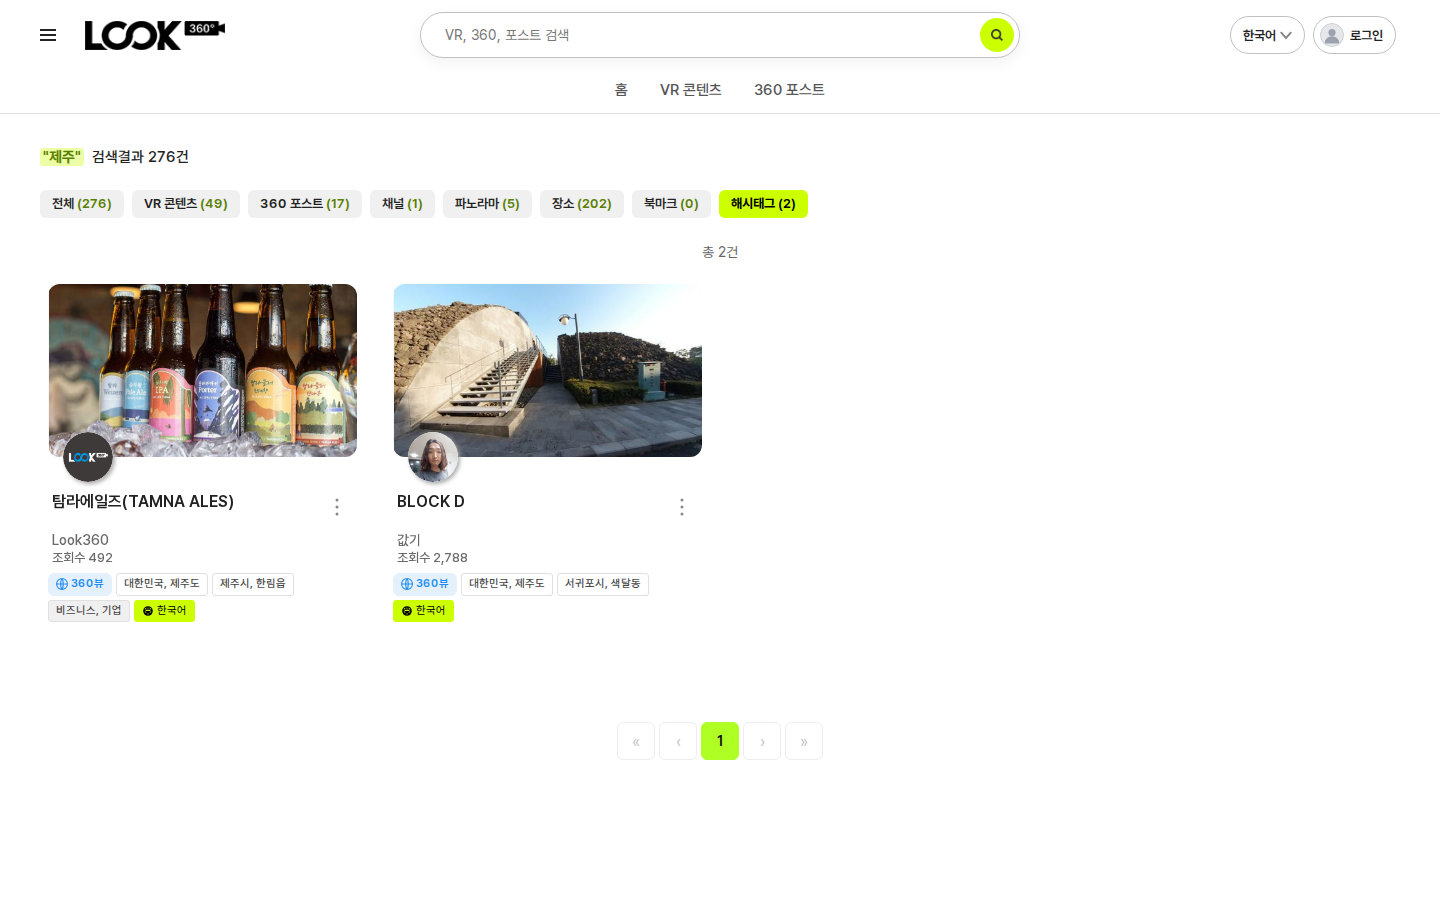 LOOK 360°
VR, 360, 포스트 검색
한국어
로그인
홈 VR 콘텐츠 360 포스트
"제주" 검색결과 276건
전체 (276) VR 콘텐츠 (49) 360 포스트 (17) 채널 (1) 파노라마 (5) 장소 (202) 북마크 (0) 해시태그 (2)
총 2건
Pale Ale
IPA
Porter
LOOK
탐라에일즈(TAMNA ALES)
Look360
조회수 492
360뷰 대한민국, 제주도 제주시, 한림읍
비즈니스, 기업 한국어
BLOCK D
값기
조회수 2,788
360뷰 대한민국, 제주도 서귀포시, 색달동
한국어
« ‹ 1 › »